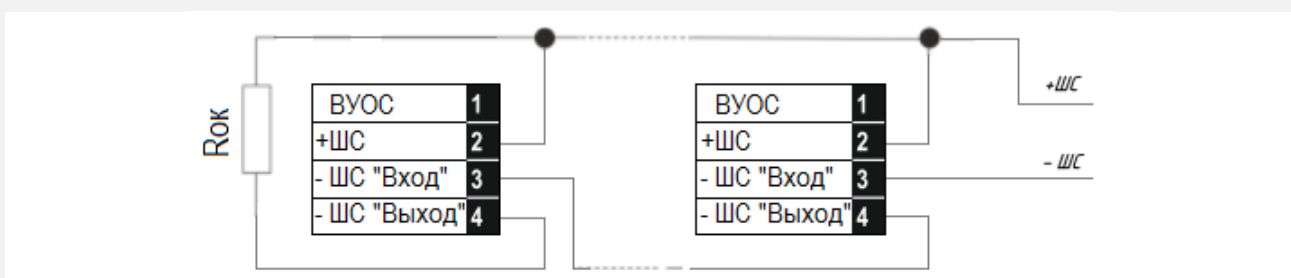 +ШС
ВУОС 1
+ШС 2
- ШС "Вход" 3
- ШС "Выход" 4
Rок
ВУОС 1
+ШС 2
- ШС "Вход" 3
- ШС "Выход" 4
- ШС